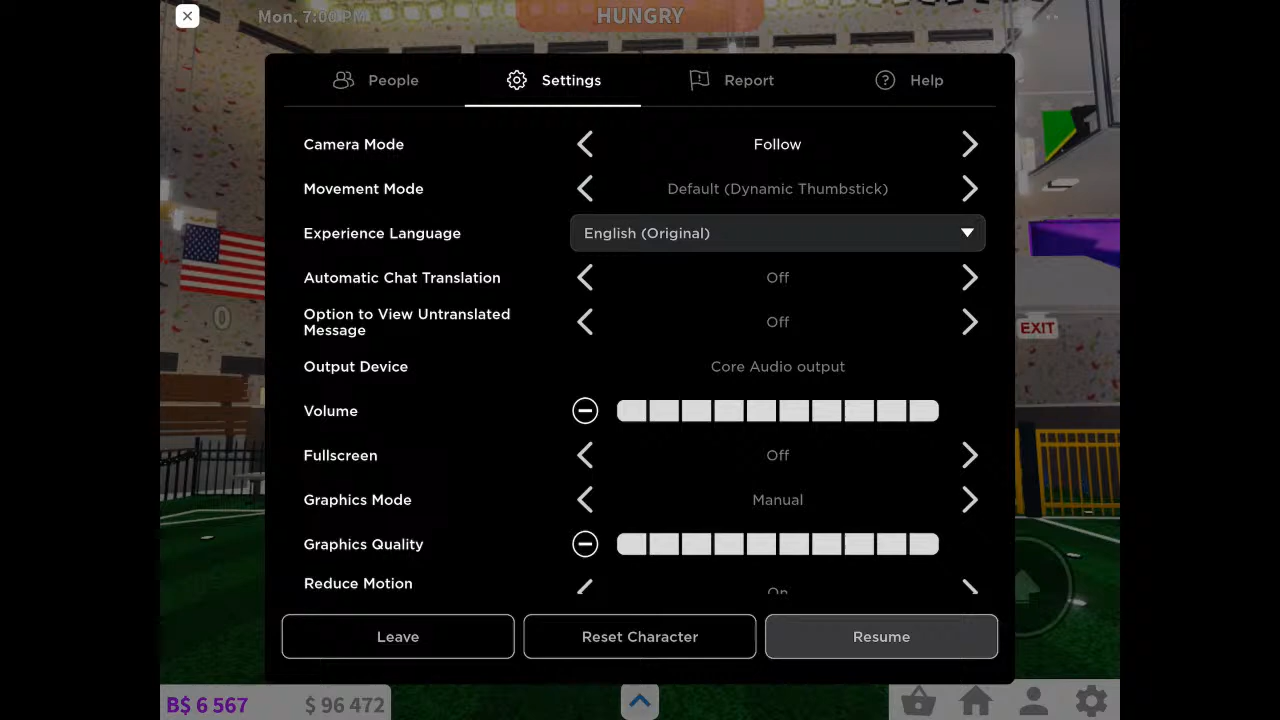 Mon. 7:00 PM
HUNGRY
People
Settings
Report
Help
Camera Mode
Follow
Movement Mode
Default (Dynamic Thumbstick)
Experience Language
English (Original)
Automatic Chat Translation
Off
Option to View Untranslated
Message
Off
Output Device
Core Audio output
Volume
Fullscreen
Off
Graphics Mode
Manual
Graphics Quality
Reduce Motion
On
0
EXIT
Leave
Reset Character
Resume
B$ 6 567
$ 96 472